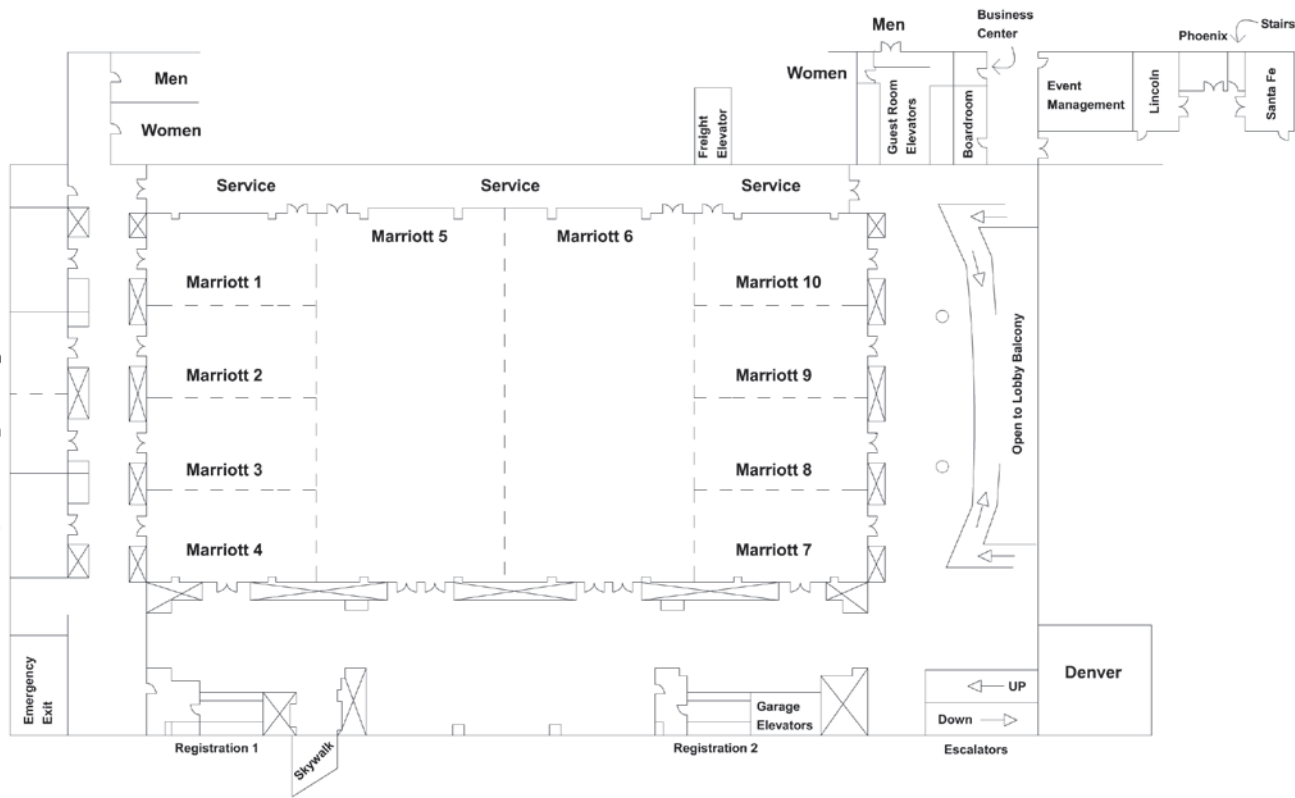 Business
Center
Men
Stairs
Phoenix
Men
Women
Women
Freight
Elevator
Guest Room
Elevators
Boardroom
Event
Management
Lincoln
Santa Fe
Service
Service
Service
Marriott 5
Marriott 6
Marriott 1
Marriott 10
Marriott 2
Marriott 9
Open to Lobby Balcony
Marriott 3
Marriott 8
Marriott 4
Marriott 7
Emergency
Exit
Denver
UP
Down
Garage
Elevators
Registration 1
Skywalk
Registration 2
Escalators